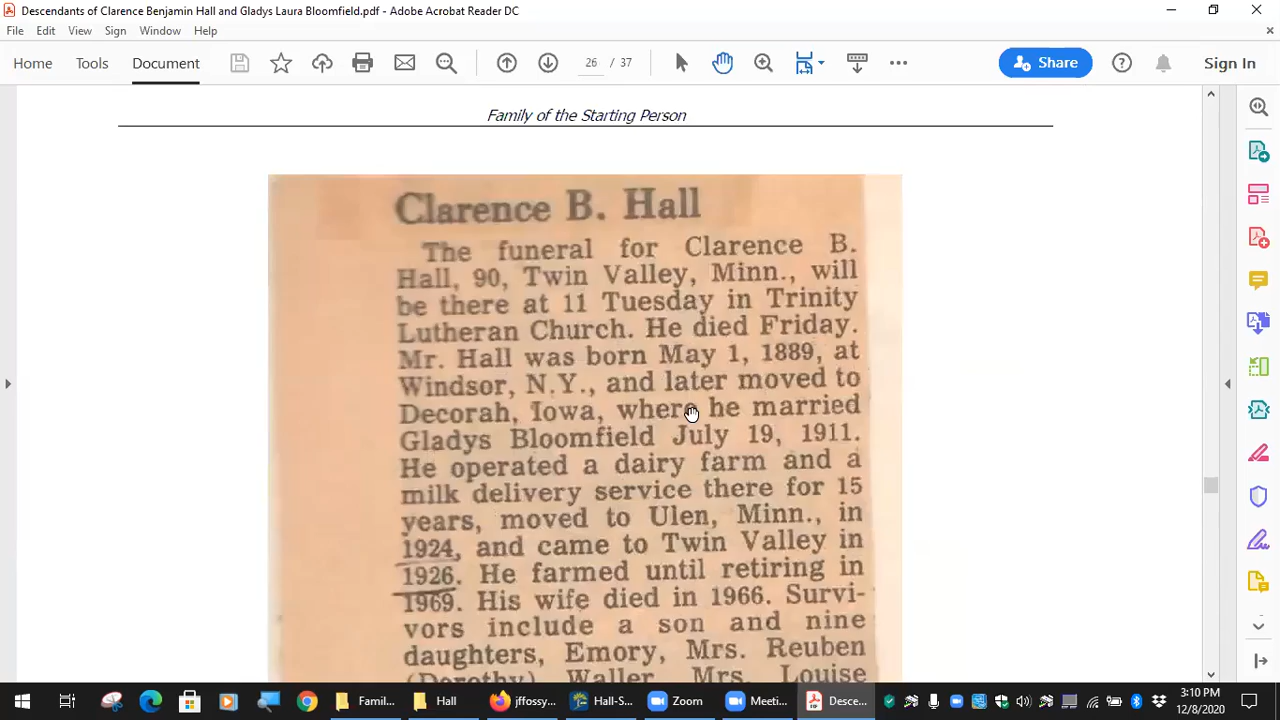 Descendants of Clarence Benjamin Hall and Gladys Laura Bloomfield.pdf - Adobe Acrobat Reader DC
File Edit View Sign Window Help
Home Tools Document 26 / 37 Share Sign In
Family of the Starting Person
Clarence B. Hall
The funeral for Clarence B.
Hall, 90, Twin Valley, Minn., will
be there at 11 Tuesday in Trinity
Lutheran Church. He died Friday.
Mr. Hall was born May 1, 1889, at
Windsor, N.Y., and later moved to
Decorah, Iowa, where he married
Gladys Bloomfield July 19, 1911.
He operated a dairy farm and a
milk delivery service there for 15
years, moved to Ulen, Minn., in
1924, and came to Twin Valley in
1926. He farmed until retiring in
1969. His wife died in 1966. Survi-
vors include a son and nine
daughters, Emory, Mrs. Reuben
(Dorothy) Waller, Mrs. Louise
Famil... Hall jffossy... Hall-S... Zoom Meeti... Desce... 3:10 PM
12/8/2020